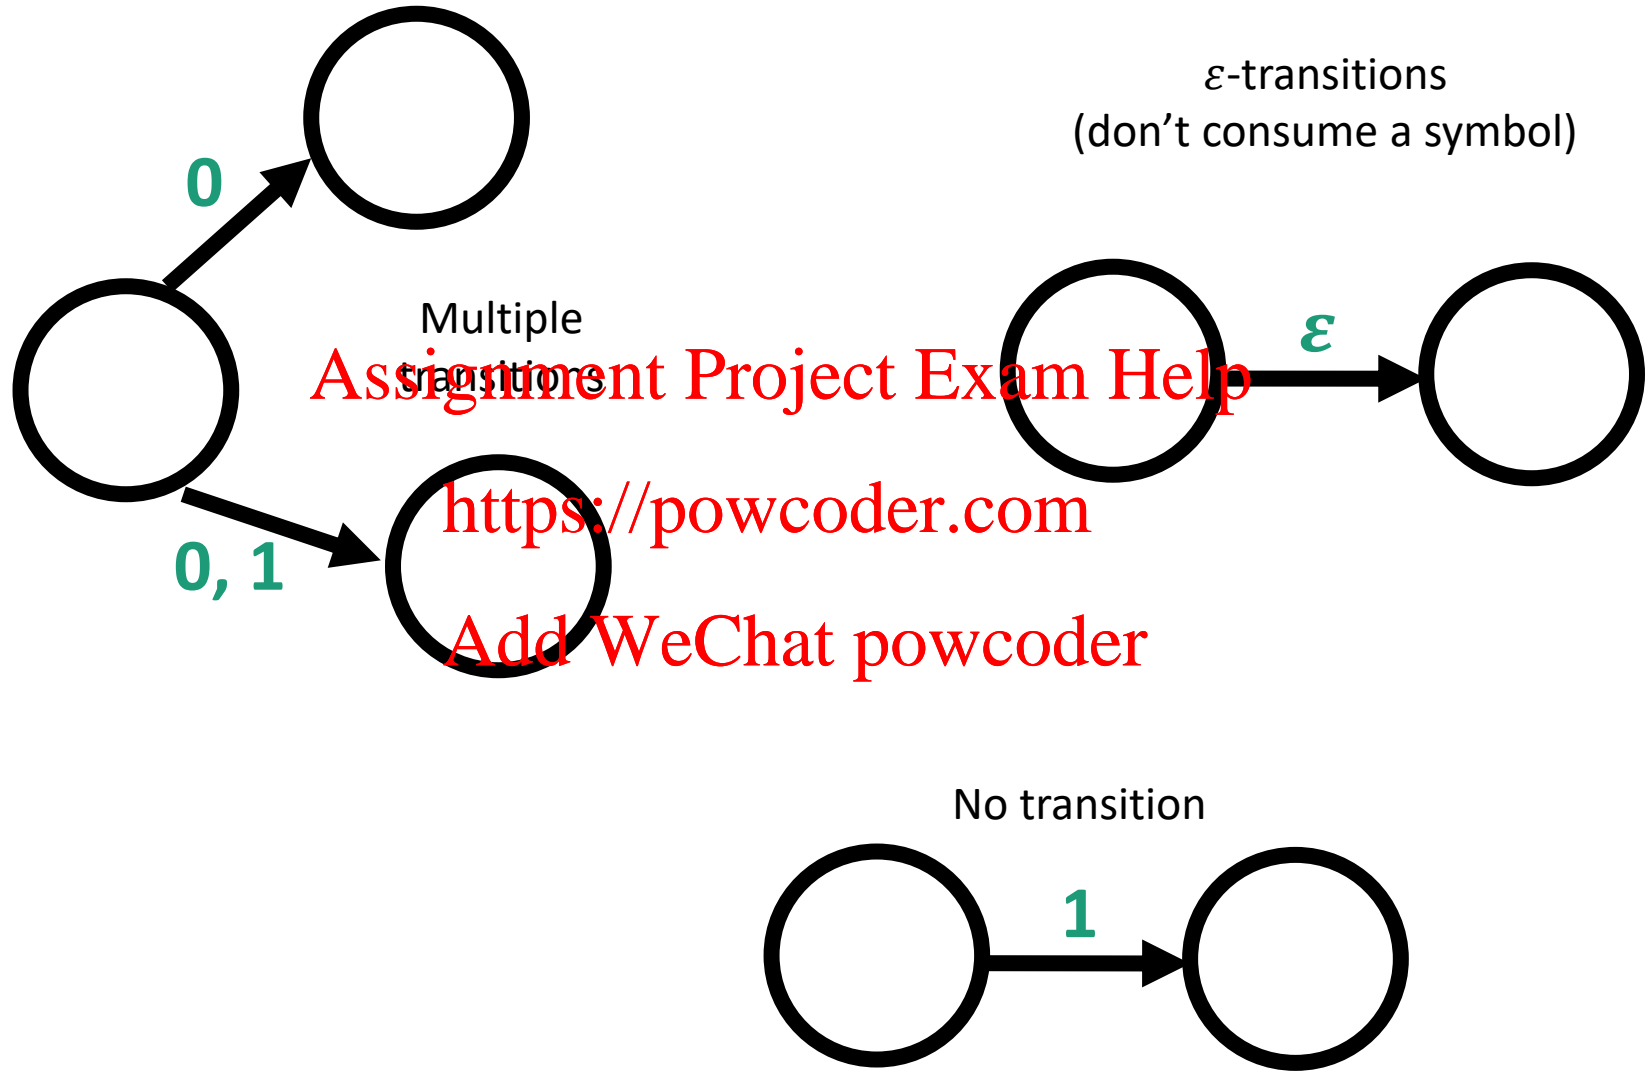 0
ε-transitions
(don't consume a symbol)
Multiple
transitions
ε
Assignment Project Exam Help
https://powcoder.com
0, 1
Add WeChat powcoder
No transition
1